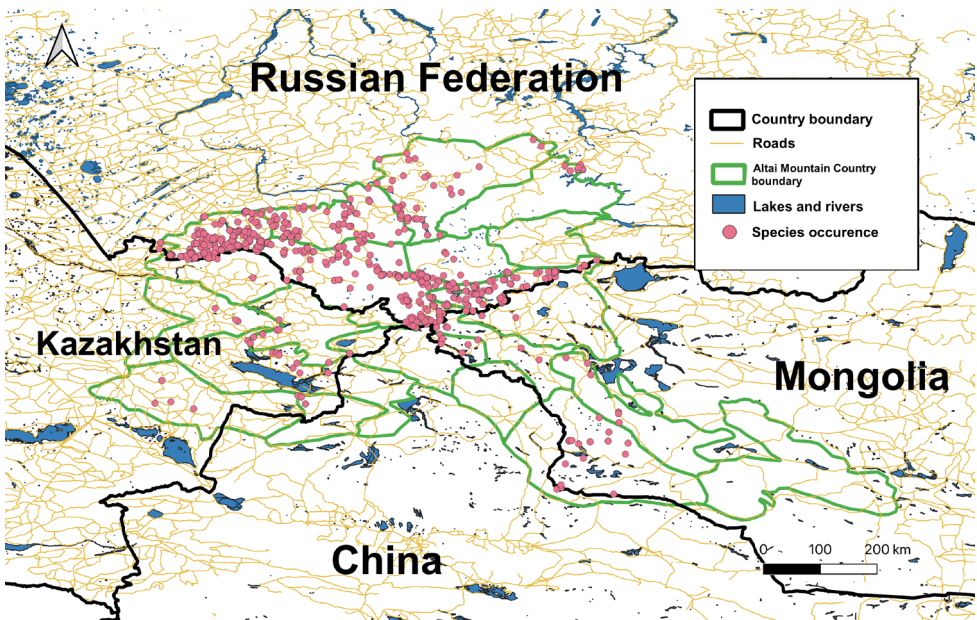 Russian Federation
Country boundary
Roads
Altai Mountain Country
boundary
Lakes and rivers
Species occurence
Kazakhstan
Mongolia
China
0 100 200 km